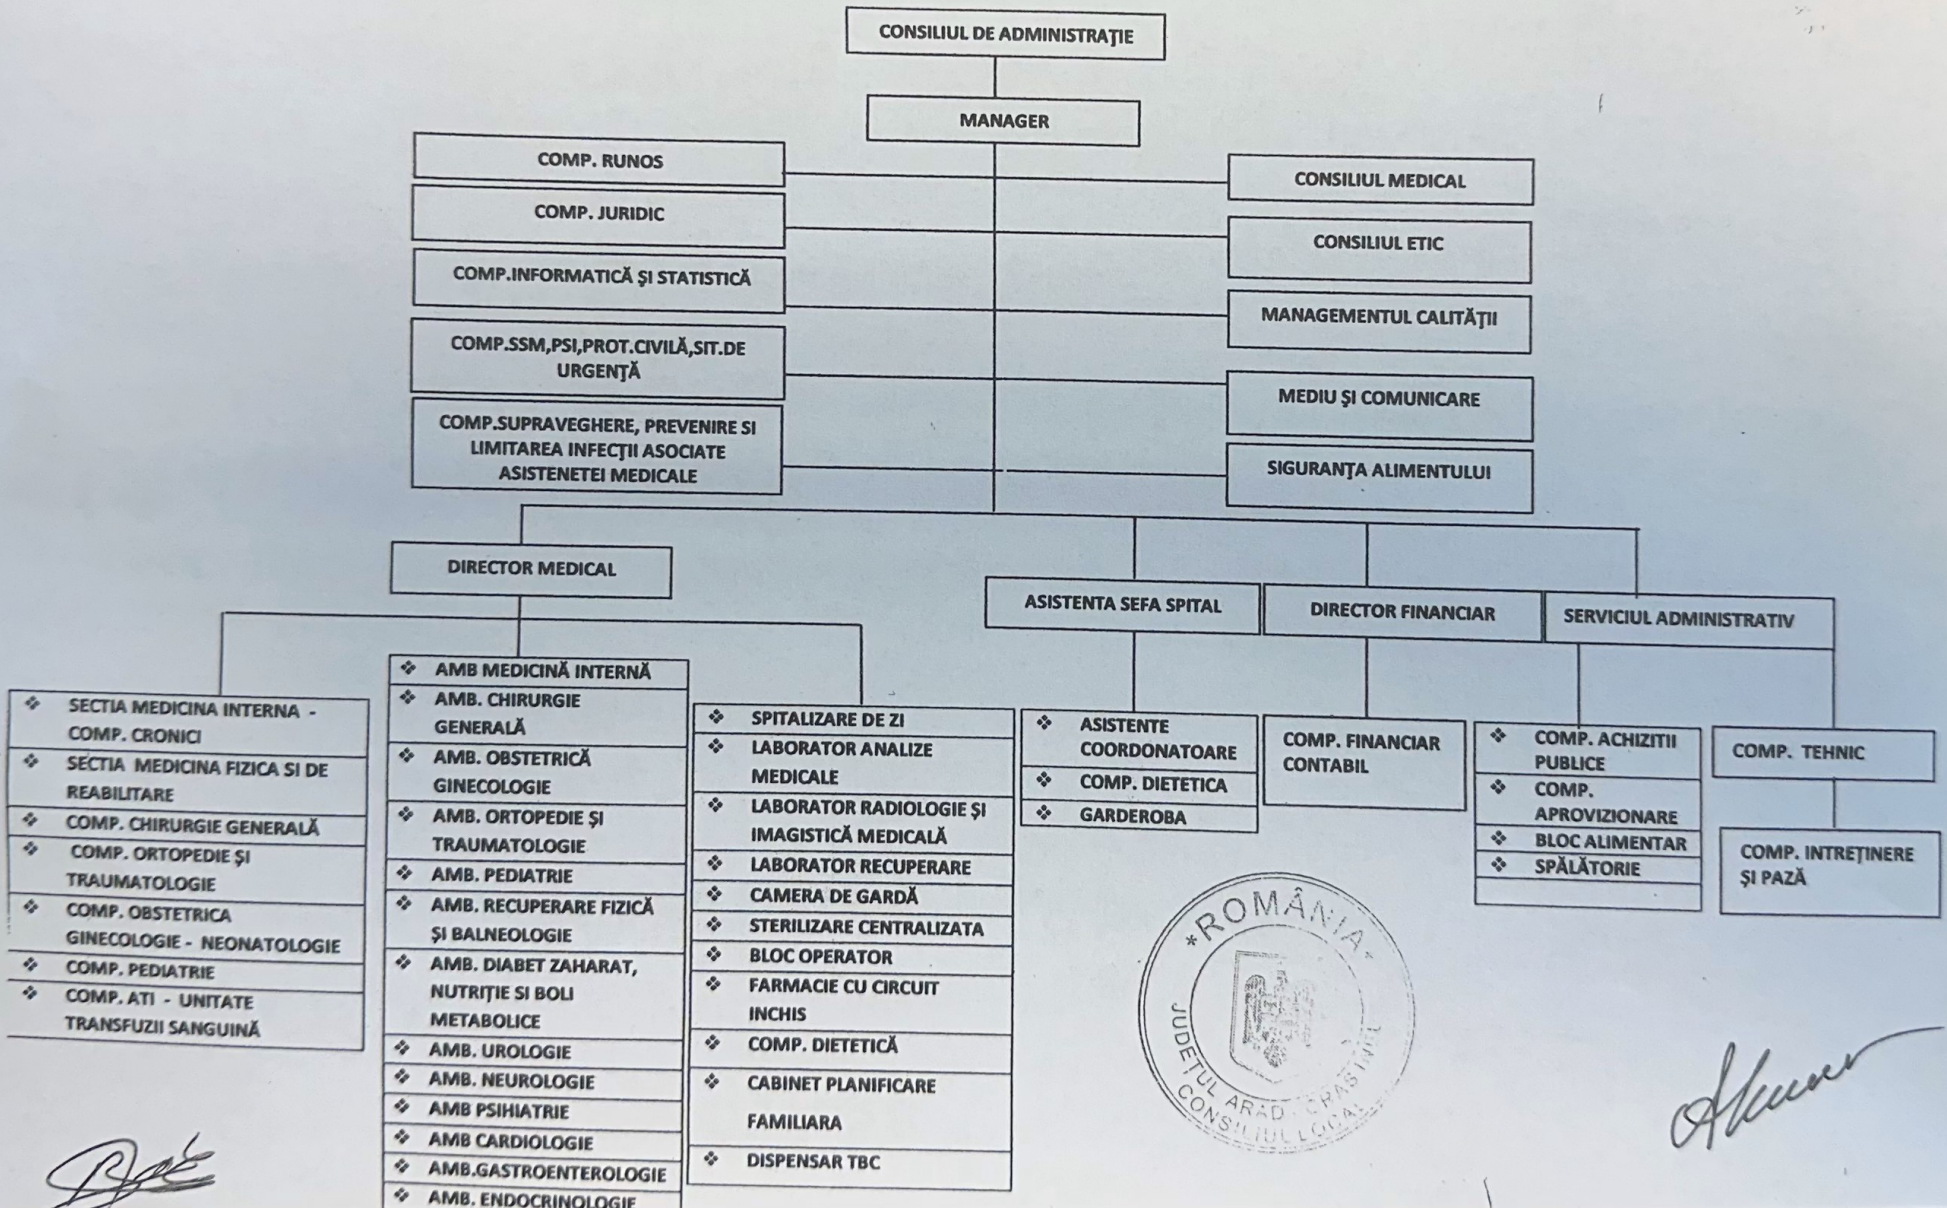 CONSILIUL DE ADMINISTRAŢIE
MANAGER
COMP. RUNOS
COMP. JURIDIC
COMP.INFORMATICĂ ŞI STATISTICĂ
COMP.SSM,PSI,PROT.CIVILĂ,SIT.DE
URGENŢĂ
COMP.SUPRAVEGHERE, PREVENIRE SI
LIMITAREA INFECŢII ASOCIATE
ASISTENETEI MEDICALE
CONSILIUL MEDICAL
CONSILIUL ETIC
MANAGEMENTUL CALITĂŢII
MEDIU ŞI COMUNICARE
SIGURANŢA ALIMENTULUI
DIRECTOR MEDICAL
ASISTENTA SEFA SPITAL
DIRECTOR FINANCIAR
SERVICIUL ADMINISTRATIV
❖ SECTIA MEDICINA INTERNA -
COMP. CRONICI
❖ SECTIA MEDICINA FIZICA SI DE
REABILITARE
❖ COMP. CHIRURGIE GENERALĂ
❖ COMP. ORTOPEDIE ŞI
TRAUMATOLOGIE
❖ COMP. OBSTETRICA
GINECOLOGIE - NEONATOLOGIE
❖ COMP. PEDIATRIE
❖ COMP. ATI - UNITATE
TRANSFUZII SANGUINĂ
❖ AMB MEDICINĂ INTERNĂ
❖ AMB. CHIRURGIE
GENERALĂ
❖ AMB. OBSTETRICĂ
GINECOLOGIE
❖ AMB. ORTOPEDIE ŞI
TRAUMATOLOGIE
❖ AMB. PEDIATRIE
❖ AMB. RECUPERARE FIZICĂ
ŞI BALNEOLOGIE
❖ AMB. DIABET ZAHARAT,
NUTRIŢIE SI BOLI
METABOLICE
❖ AMB. UROLOGIE
❖ AMB. NEUROLOGIE
❖ AMB PSIHIATRIE
❖ AMB CARDIOLOGIE
❖ AMB.GASTROENTEROLOGIE
❖ AMB. ENDOCRINOLOGIE
❖ SPITALIZARE DE ZI
❖ LABORATOR ANALIZE
MEDICALE
❖ LABORATOR RADIOLOGIE ŞI
IMAGISTICĂ MEDICALĂ
❖ LABORATOR RECUPERARE
❖ CAMERA DE GARDĂ
❖ STERILIZARE CENTRALIZATA
❖ BLOC OPERATOR
❖ FARMACIE CU CIRCUIT
INCHIS
❖ COMP. DIETETICĂ
❖ CABINET PLANIFICARE
FAMILIARA
❖ DISPENSAR TBC
❖ ASISTENTE
COORDONATOARE
❖ COMP. DIETETICA
❖ GARDEROBA
COMP. FINANCIAR
CONTABIL
❖ COMP. ACHIZITII
PUBLICE
❖ COMP.
APROVIZIONARE
❖ BLOC ALIMENTAR
❖ SPĂLĂTORIE
COMP. TEHNIC
COMP. INTREŢINERE
ŞI PAZĂ
*ROMÂNIA*
JUDEŢUL ARAD
CONSILIUL LOCAL